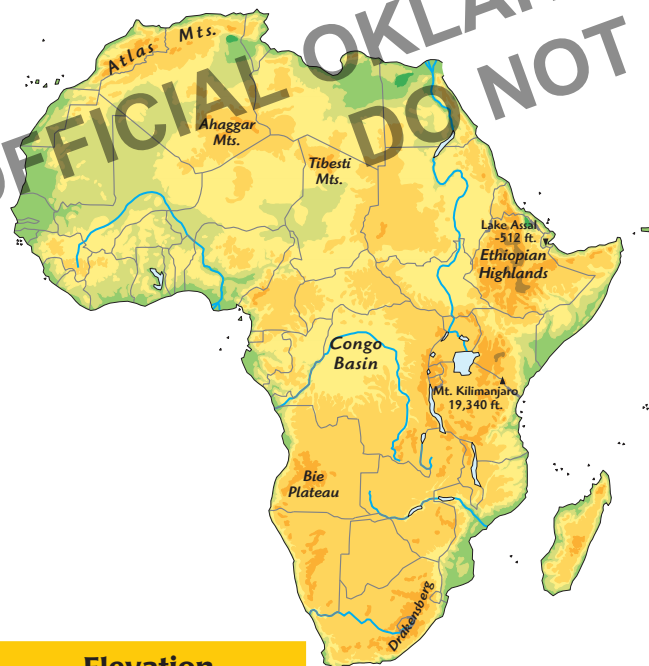 OFFICIAL OKLA
DO NOT
Atlas Mts.
Ahaggar
Mts.
Tibesti
Mts.
Lake Assal
-512 ft.
Ethiopian
Highlands
Congo
Basin
Mt. Kilimanjaro
19,340 ft.
Bie
Plateau
Drakensberg
Elevation